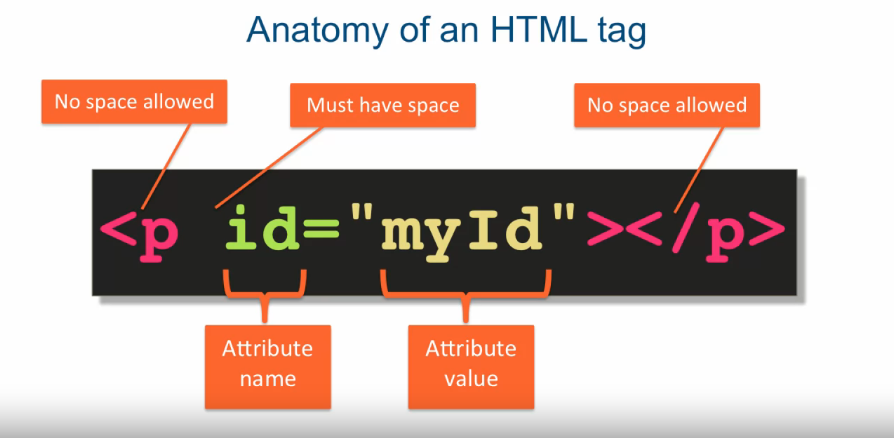 Anatomy of an HTML tag
No space allowed
Must have space
No space allowed
<p id="myId"></p>
Attribute
name
Attribute
value